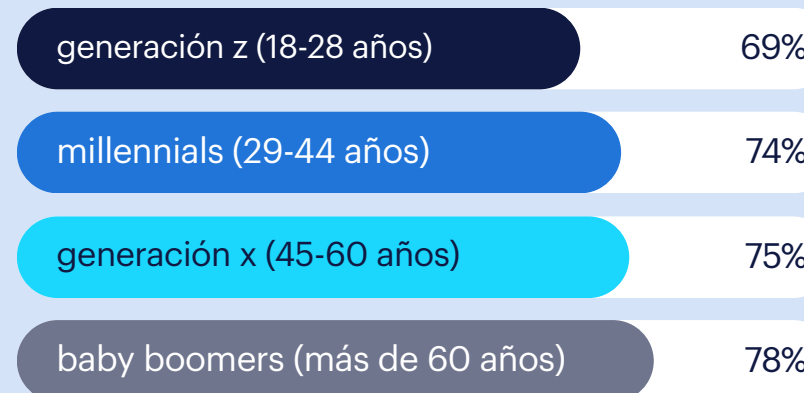 generación z (18-28 años) 69%
millennials (29-44 años) 74%
generación x (45-60 años) 75%
baby boomers (más de 60 años) 78%